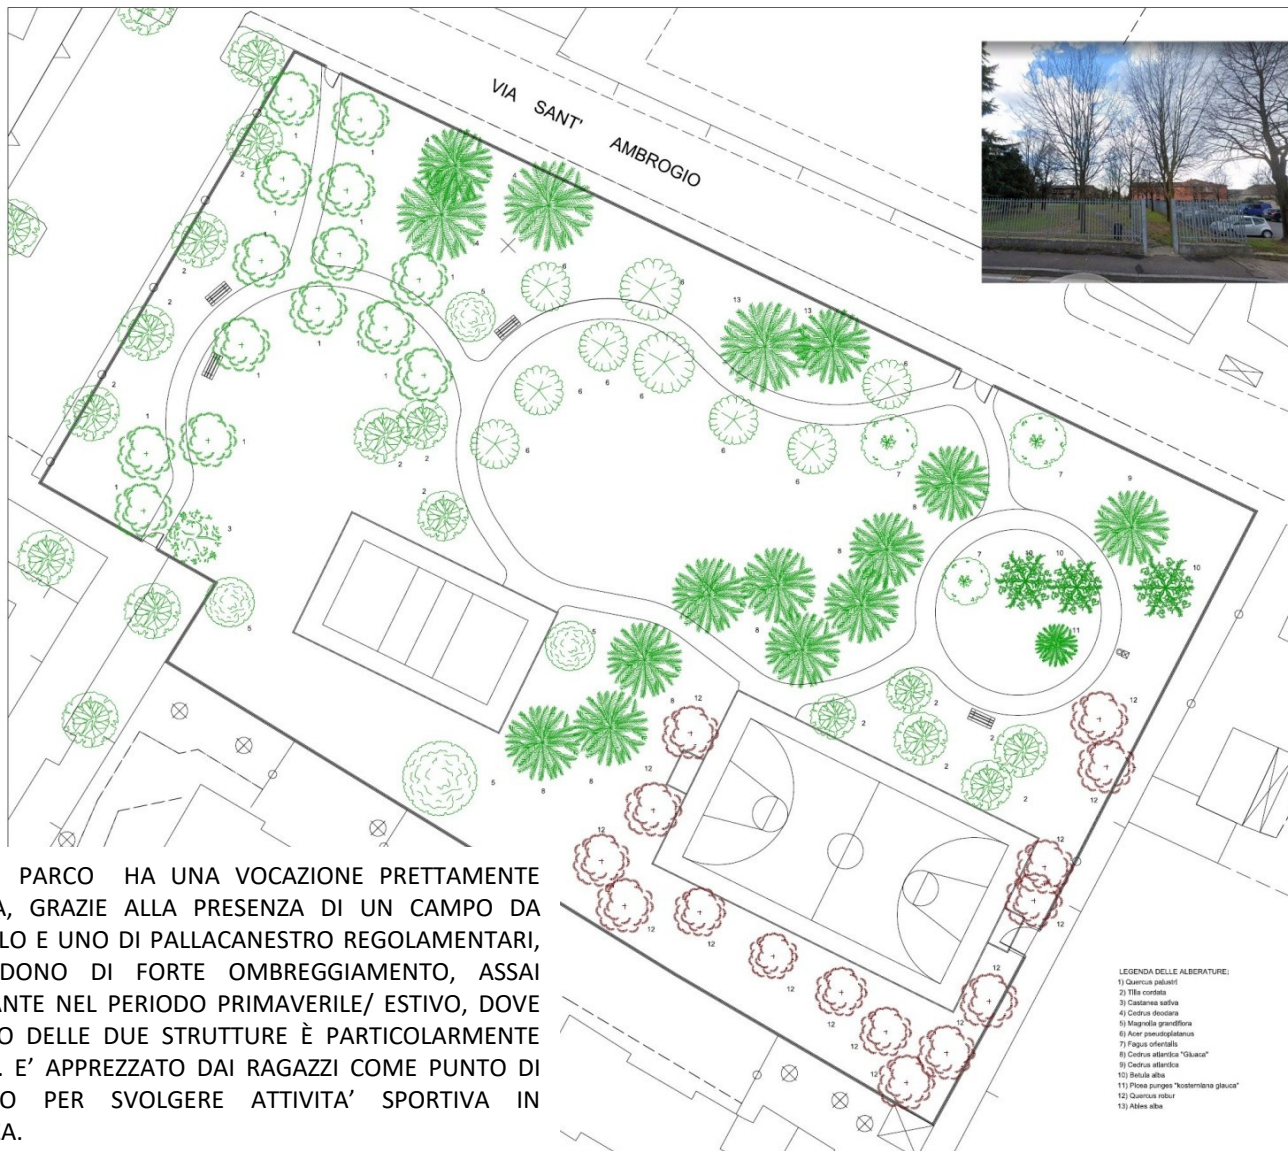 VIA SANT' AMBROGIO
PARCO HA UNA VOCAZIONE PRETTAMENTE
A, GRAZIE ALLA PRESENZA DI UN CAMPO DA
LO E UNO DI PALLACANESTRO REGOLAMENTARI,
DONO DI FORTE OMBREGGIAMENTO, ASSAI
ANTE NEL PERIODO PRIMAVERILE/ ESTIVO, DOVE
O DELLE DUE STRUTTURE È PARTICOLARMENTE
. E' APPREZZATO DAI RAGAZZI COME PUNTO DI
O PER SVOLGERE ATTIVITA' SPORTIVA IN
A.
LEGENDA DELLE ALBERATURE:
1) Quercus palustri
2) Tilia cordata
3) Castanea sativa
4) Cedrus deodara
5) Magnolia grandiflora
6) Acer pseudoplatanus
7) Fagus orientalis
8) Cedrus atlantica "Gluaca"
9) Cedrus atlantica
10) Betula alba
11) Picea punges "kosterniana glauca"
12) Quercus robur
13) Abies alba